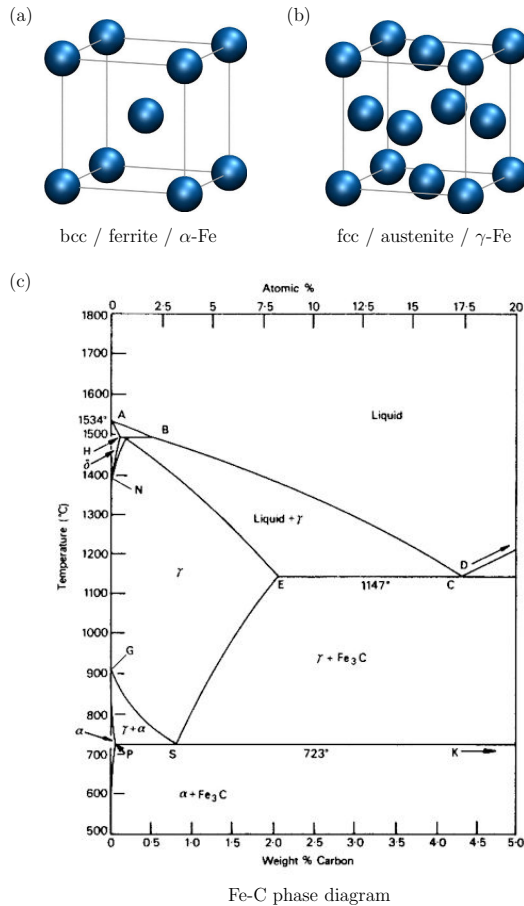 (a)
(b)
bcc / ferrite / α-Fe
fcc / austenite / γ-Fe
(c)
Atomic %
0 2·5 5 7·5 10 12·5 15 17·5 20
1800
1700
1600
1534°
A
B
Liquid
1500
H
δ
1400
N
1300
Liquid + γ
Temperature (°C)
1200
D
γ
E
1147°
C
1100
1000
G
γ + Fe3C
900
800
α
γ+α
P
S
723°
K
700
600
α + Fe3C
500
0 0·5 1·0 1·5 2·0 2·5 3·0 3·5 4·0 4·5 5·0
Weight % Carbon
Fe-C phase diagram